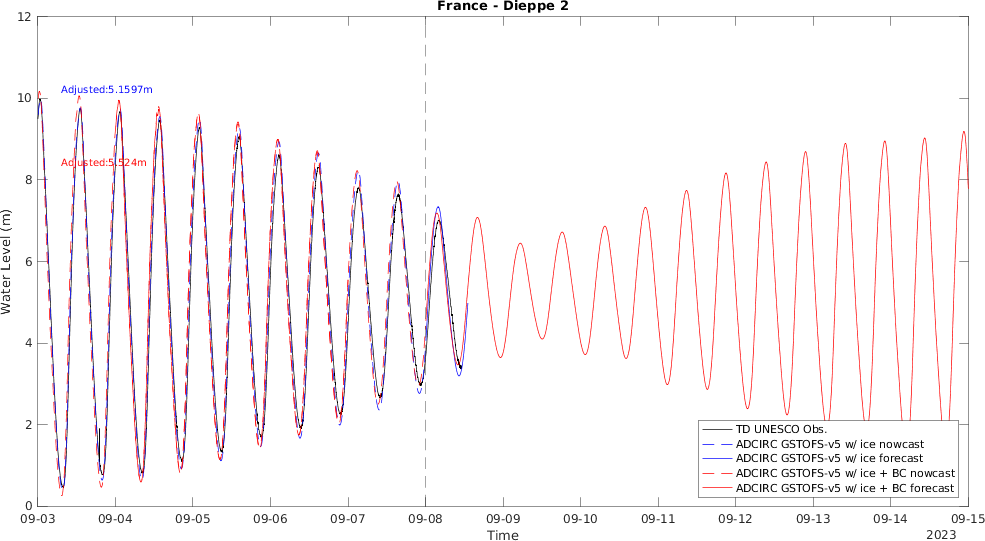 France - Dieppe 2
Water Level (m)
12
10
8
6
4
2
0
Adjusted:5.1597m
Adjusted:5.524m
TD UNESCO Obs.
ADCIRC GSTOFS-v5 w/ ice nowcast
ADCIRC GSTOFS-v5 w/ ice forecast
ADCIRC GSTOFS-v5 w/ ice + BC nowcast
ADCIRC GSTOFS-v5 w/ ice + BC forecast
09-03 09-04 09-05 09-06 09-07 09-08 09-09 09-10 09-11 09-12 09-13 09-14 09-15
Time
2023